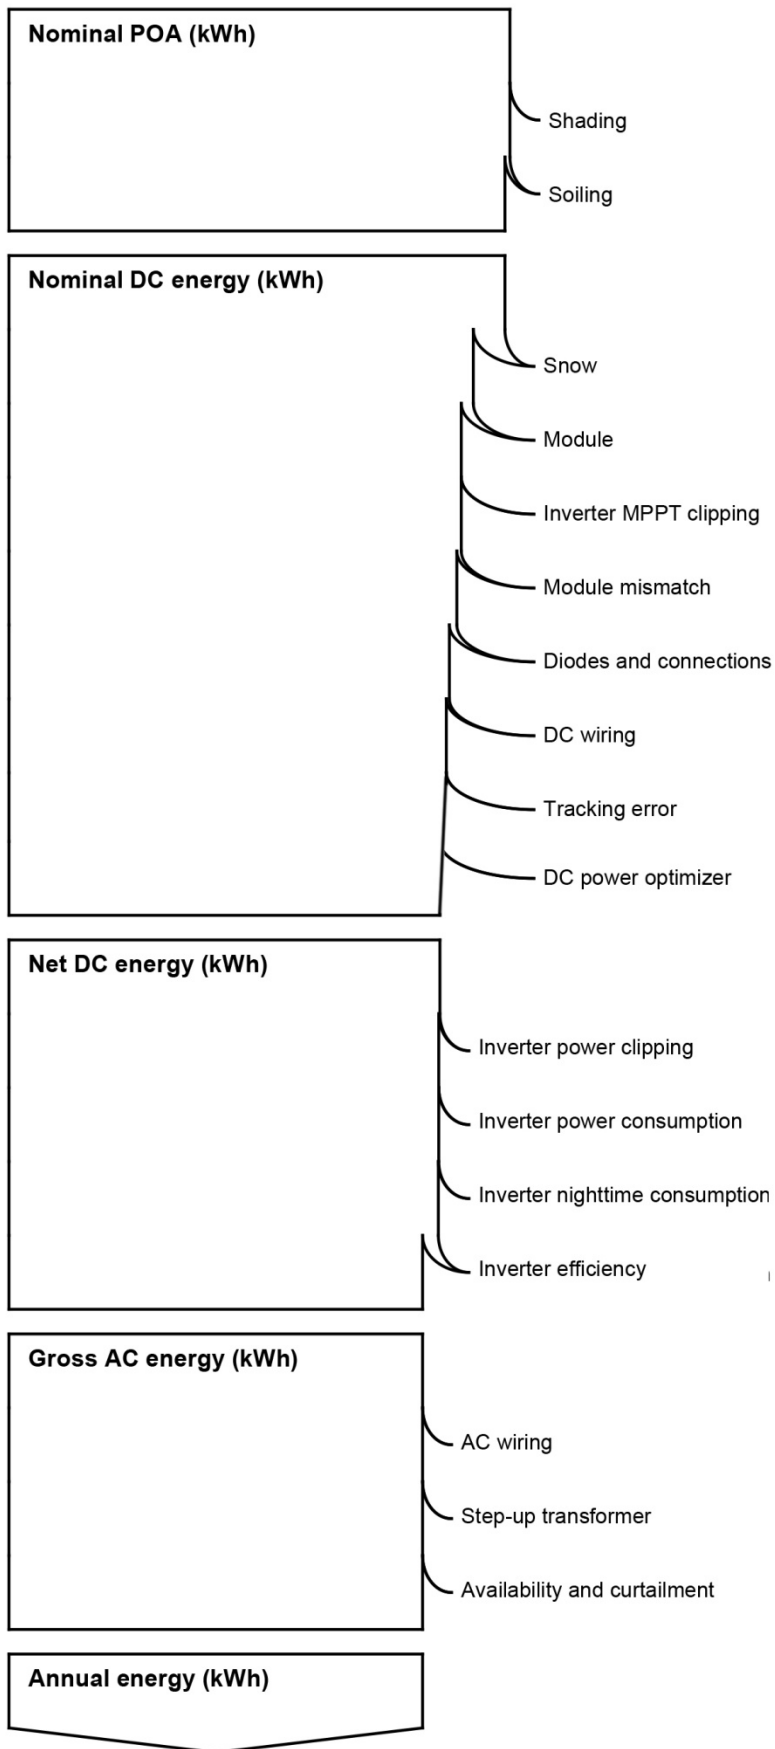 Nominal POA (kWh)
Shading
Soiling
Nominal DC energy (kWh)
Snow
Module
Inverter MPPT clipping
Module mismatch
Diodes and connections
DC wiring
Tracking error
DC power optimizer
Net DC energy (kWh)
Inverter power clipping
Inverter power consumption
Inverter nighttime consumption
Inverter efficiency
Gross AC energy (kWh)
AC wiring
Step-up transformer
Availability and curtailment
Annual energy (kWh)